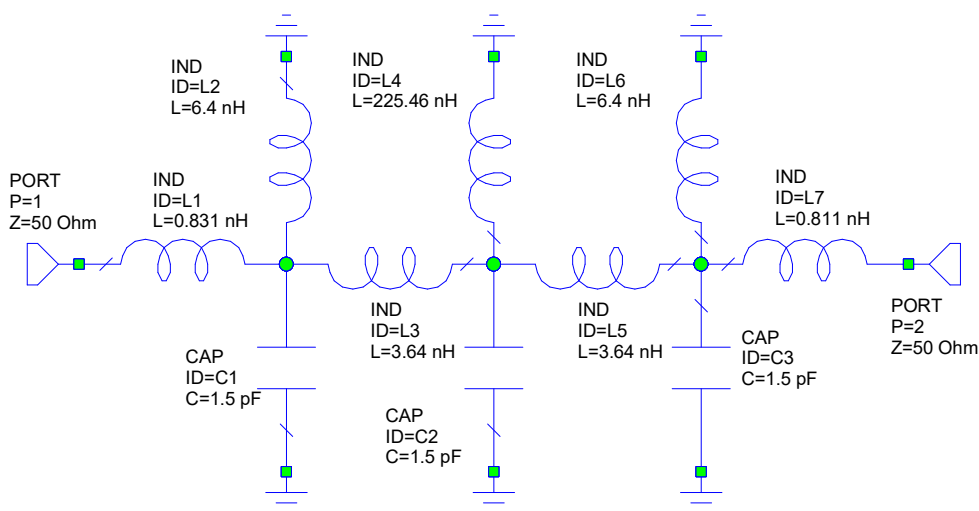 IND
ID=L2
L=6.4 nH
IND
ID=L4
L=225.46 nH
IND
ID=L6
L=6.4 nH
PORT
P=1
Z=50 Ohm
IND
ID=L1
L=0.831 nH
IND
ID=L7
L=0.811 nH
IND
ID=L3
L=3.64 nH
IND
ID=L5
L=3.64 nH
PORT
P=2
Z=50 Ohm
CAP
ID=C1
C=1.5 pF
CAP
ID=C2
C=1.5 pF
CAP
ID=C3
C=1.5 pF